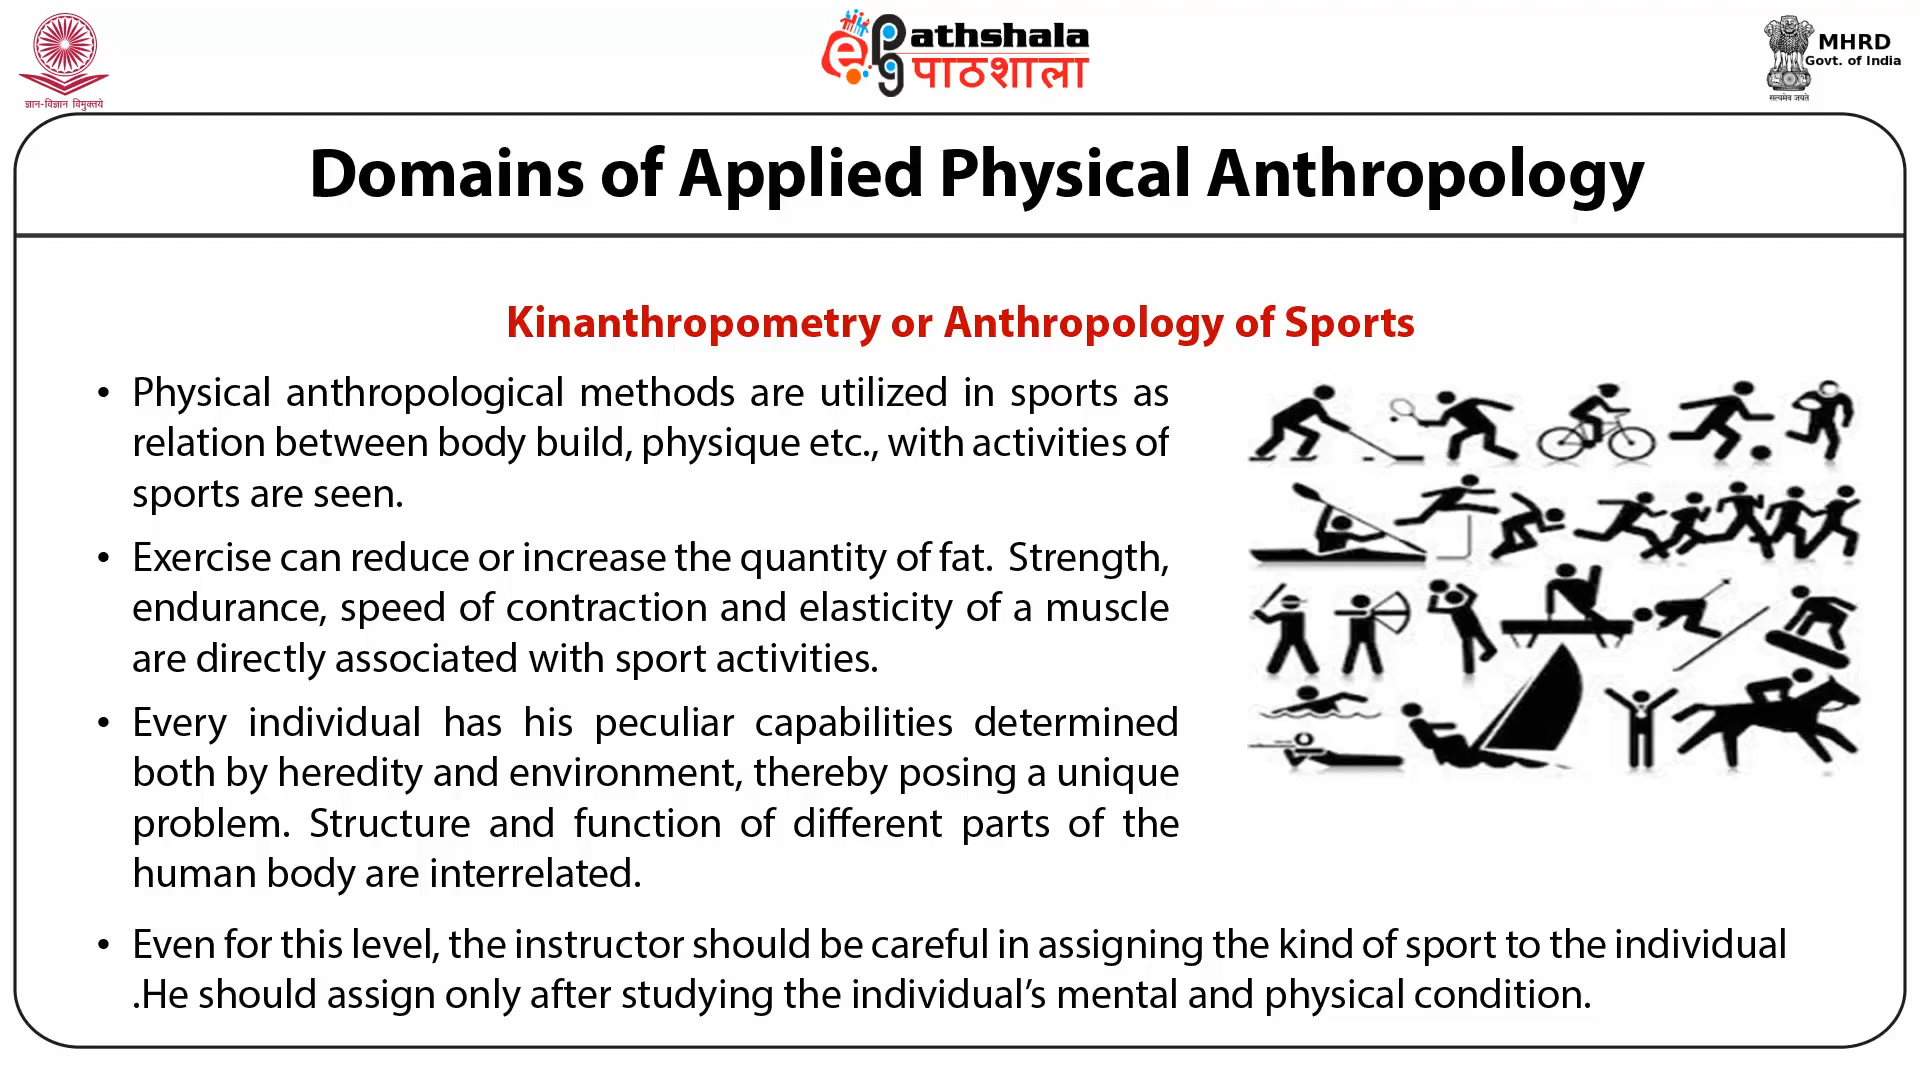 ज्ञान-विज्ञान विमुक्तये
ePathshala
पाठशाला
MHRD
Govt. of India
सत्यमेव जयते
Domains of Applied Physical Anthropology
Kinanthropometry or Anthropology of Sports
• Physical anthropological methods are utilized in sports as
relation between body build, physique etc., with activities of
sports are seen.
• Exercise can reduce or increase the quantity of fat. Strength,
endurance, speed of contraction and elasticity of a muscle
are directly associated with sport activities.
• Every individual has his peculiar capabilities determined
both by heredity and environment, thereby posing a unique
problem. Structure and function of different parts of the
human body are interrelated.
• Even for this level, the instructor should be careful in assigning the kind of sport to the individual
.He should assign only after studying the individual’s mental and physical condition.